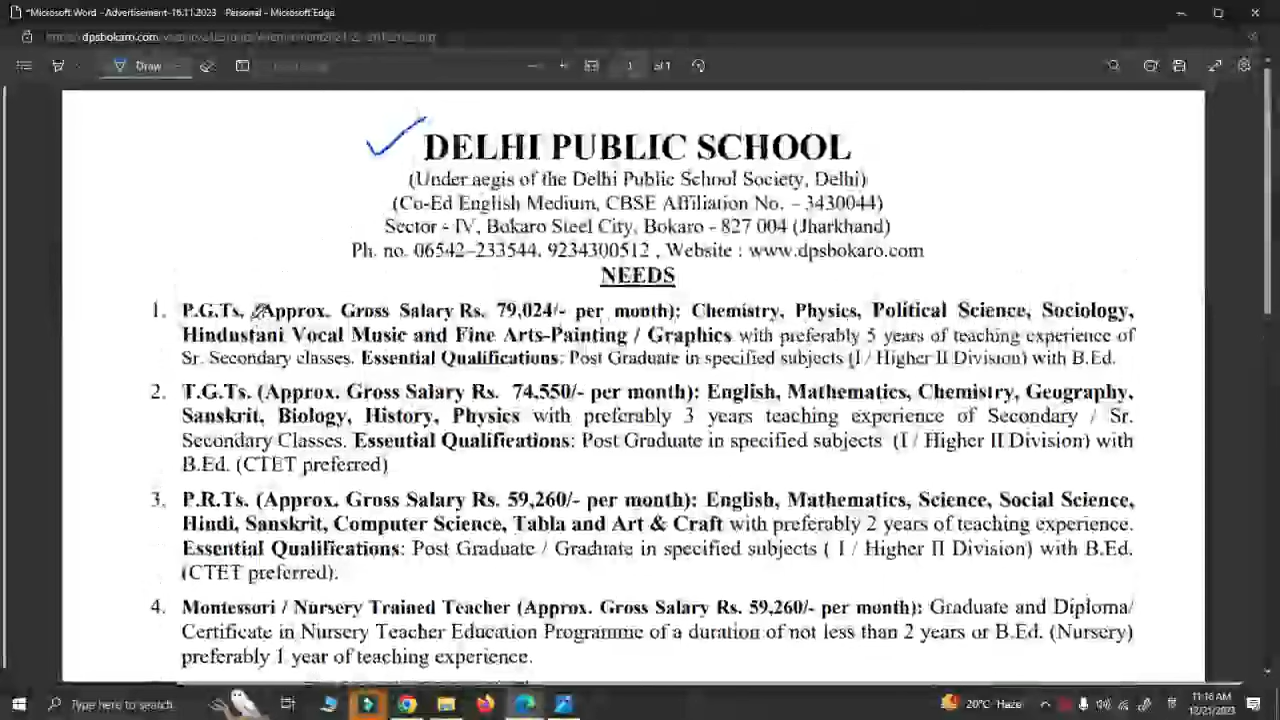 *Microsoft Word - Advertisement-16.11.2023 - Personal - Microsoft Edge
dpsbokaro.com
Draw
1 of 1
DELHI PUBLIC SCHOOL
(Under aegis of the Delhi Public School Society, Delhi)
(Co-Ed English Medium, CBSE Affiliation No. – 3430044)
Sector - IV, Bokaro Steel City, Bokaro - 827 004 (Jharkhand)
Ph. no. 06542–233544, 9234300512 , Website : www.dpsbokaro.com
NEEDS
1. P.G.Ts. (Approx. Gross Salary Rs. 79,024/- per month): Chemistry, Physics, Political Science, Sociology,
Hindustani Vocal Music and Fine Arts-Painting / Graphics with preferably 5 years of teaching experience of
Sr. Secondary classes. Essential Qualifications: Post Graduate in specified subjects (I / Higher II Division) with B.Ed.
2. T.G.Ts. (Approx. Gross Salary Rs. 74,550/- per month): English, Mathematics, Chemistry, Geography,
Sanskrit, Biology, History, Physics with preferably 3 years teaching experience of Secondary / Sr.
Secondary Classes. Essential Qualifications: Post Graduate in specified subjects (I / Higher II Division) with
B.Ed. (CTET preferred)
3. P.R.Ts. (Approx. Gross Salary Rs. 59,260/- per month): English, Mathematics, Science, Social Science,
Hindi, Sanskrit, Computer Science, Tabla and Art & Craft with preferably 2 years of teaching experience.
Essential Qualifications: Post Graduate / Graduate in specified subjects ( I / Higher II Division) with B.Ed.
(CTET preferred).
4. Montessori / Nursery Trained Teacher (Approx. Gross Salary Rs. 59,260/- per month): Graduate and Diploma/
Certificate in Nursery Teacher Education Programme of a duration of not less than 2 years or B.Ed. (Nursery)
preferably 1 year of teaching experience.
Type here to search
20°C Haze
11:16 AM
12/21/2023